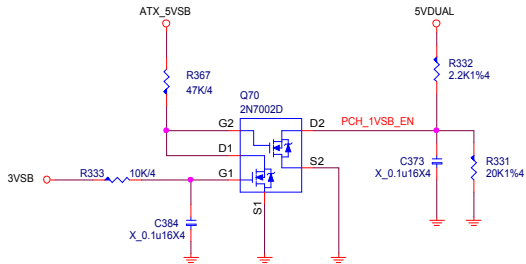 ATX_5VSB
5VDUAL
R367
47K/4
R332
2.2K1%4
Q70
2N7002D
G2
D2
PCH_1VSB_EN
D1
S2
3VSB
R333
10K/4
G1
C373
X_0.1u16X4
R331
20K1%4
S1
C384
X_0.1u16X4